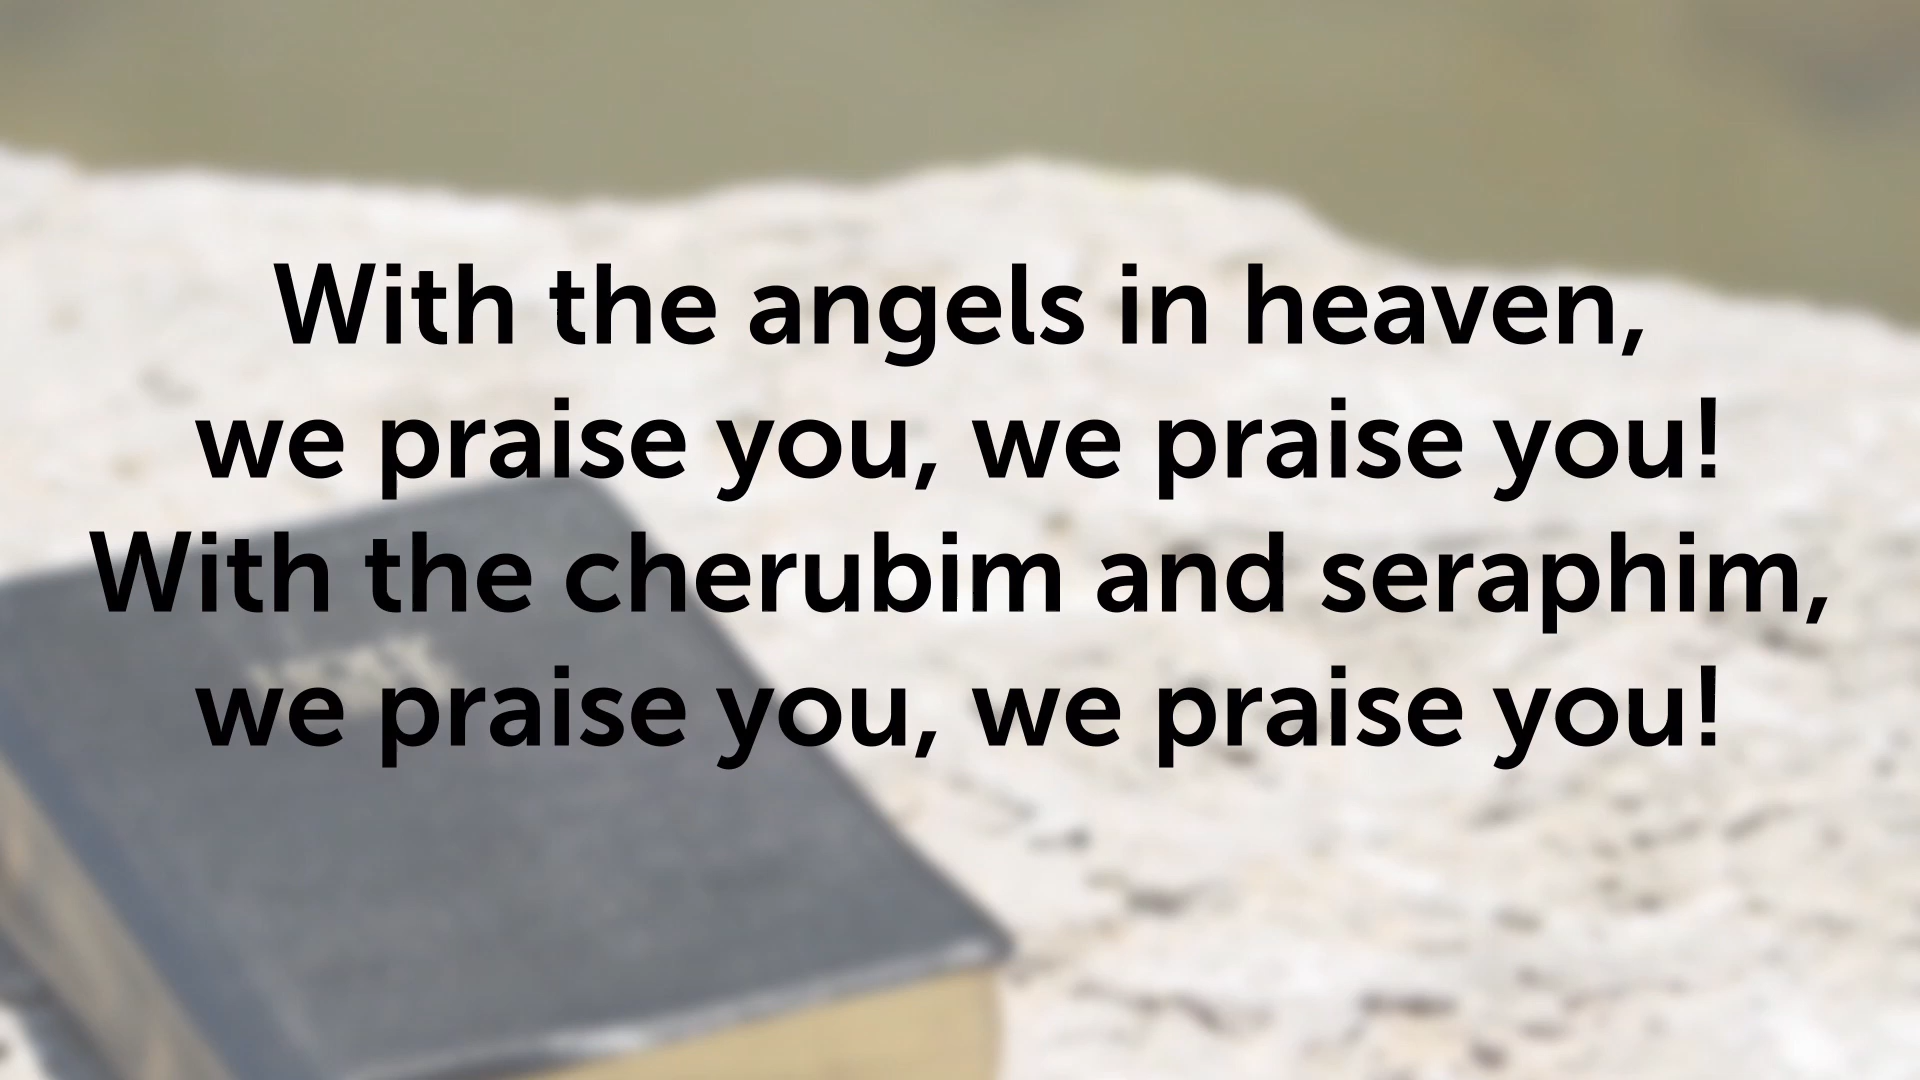 With the angels in heaven,
we praise you, we praise you!
With the cherubim and seraphim,
we praise you, we praise you!
HOLY